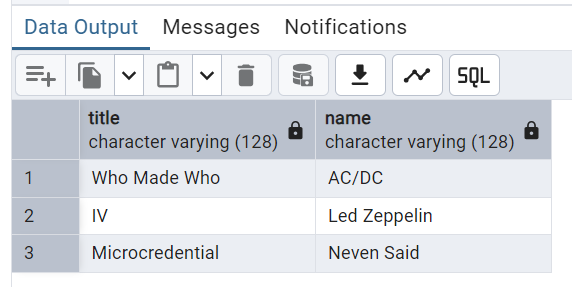 Data Output Messages Notifications
SQL
title name
character varying (128) character varying (128)
1 Who Made Who AC/DC
2 IV Led Zeppelin
3 Microcredential Neven Said